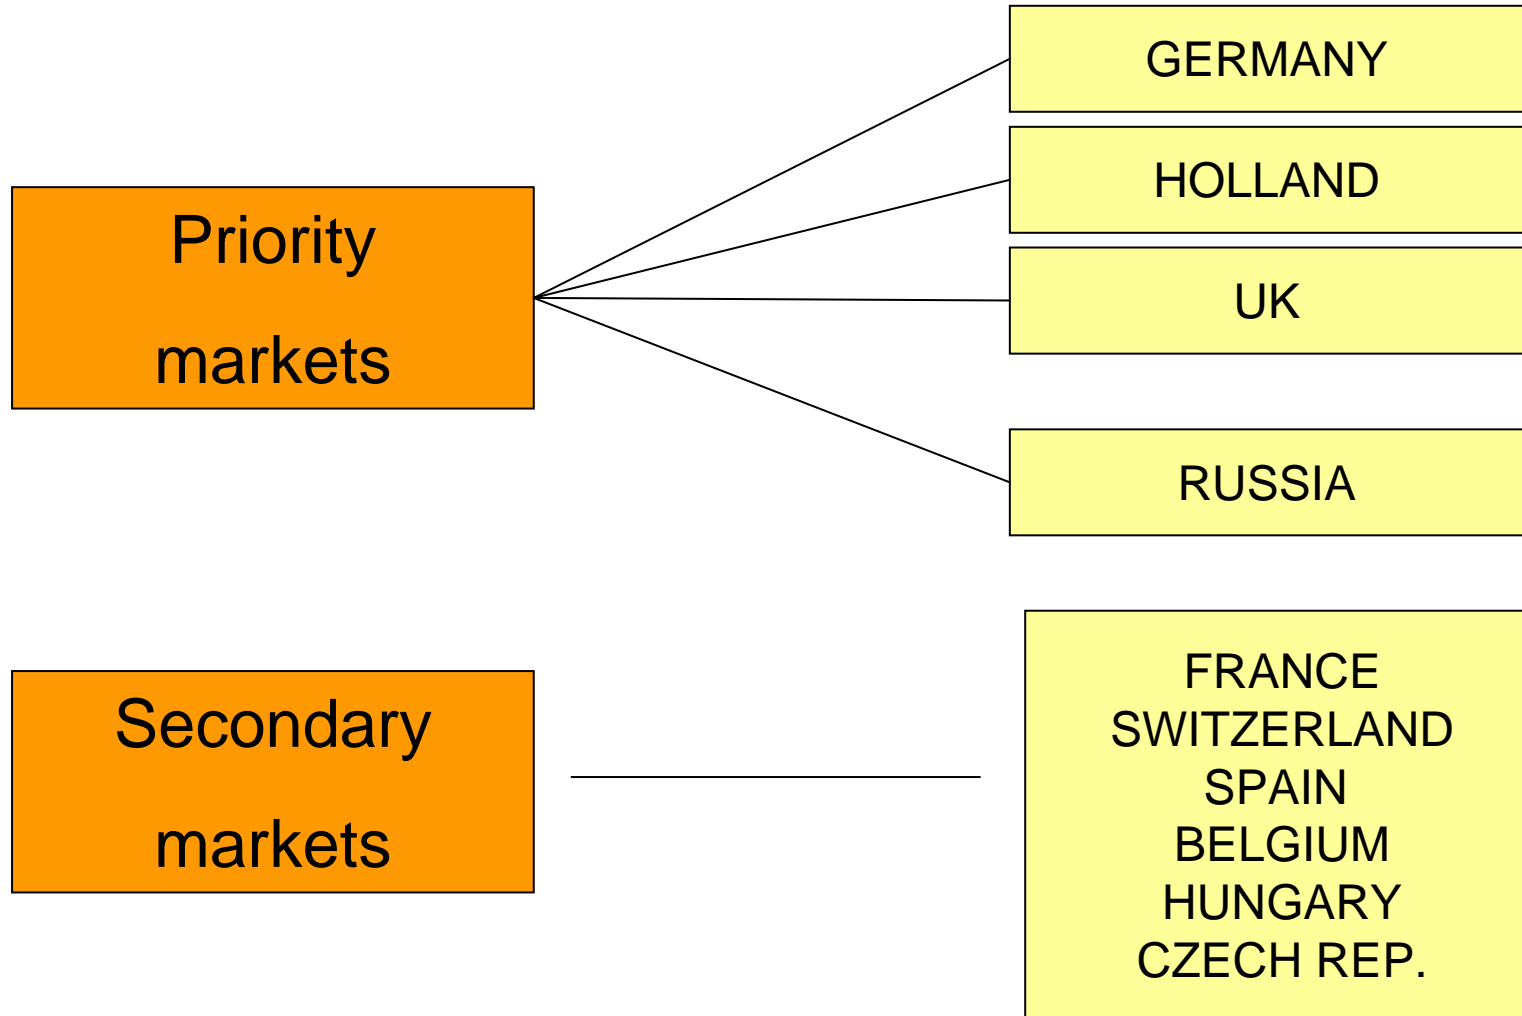 Priority
markets
GERMANY
HOLLAND
UK
RUSSIA
Secondary
markets
FRANCE
SWITZERLAND
SPAIN
BELGIUM
HUNGARY
CZECH REP.